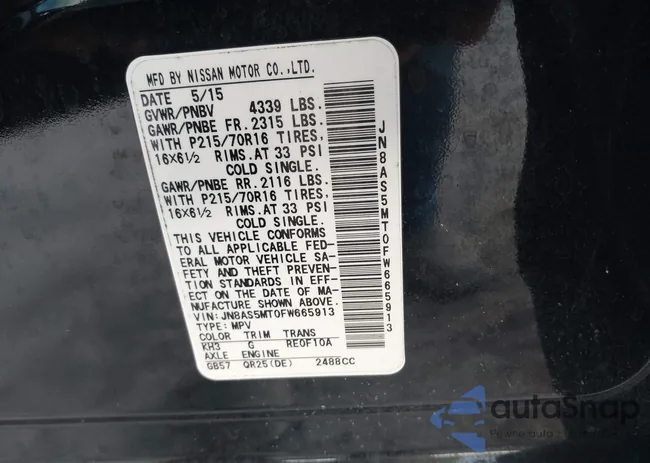 MFD BY NISSAN MOTOR CO.,LTD.
DATE 5/15
GVWR/PNBV 4339 LBS.
GAWR/PNBE FR. 2315 LBS.
WITH P215/70R16 TIRES,
16X6½ RIMS.AT 33 PSI
COLD SINGLE.
GAWR/PNBE RR. 2116 LBS.
WITH P215/70R16 TIRES,
16X6½ RIMS.AT 33 PSI
COLD SINGLE.
THIS VEHICLE CONFORMS
TO ALL APPLICABLE FED-
ERAL MOTOR VEHICLE SA-
FETY AND THEFT PREVEN-
TION STANDARDS IN EFF-
ECT ON THE DATE OF MA-
NUFACTURE SHOWN ABOVE.
VIN: JN8AS5MT0FW665913
TYPE: MPV
COLOR TRIM TRANS
KH3 G RE0F10A
AXLE ENGINE
GB57 QR25(DE) 2488CC
JN8AS5MT0FW665913
autoSnap
Pewne auto